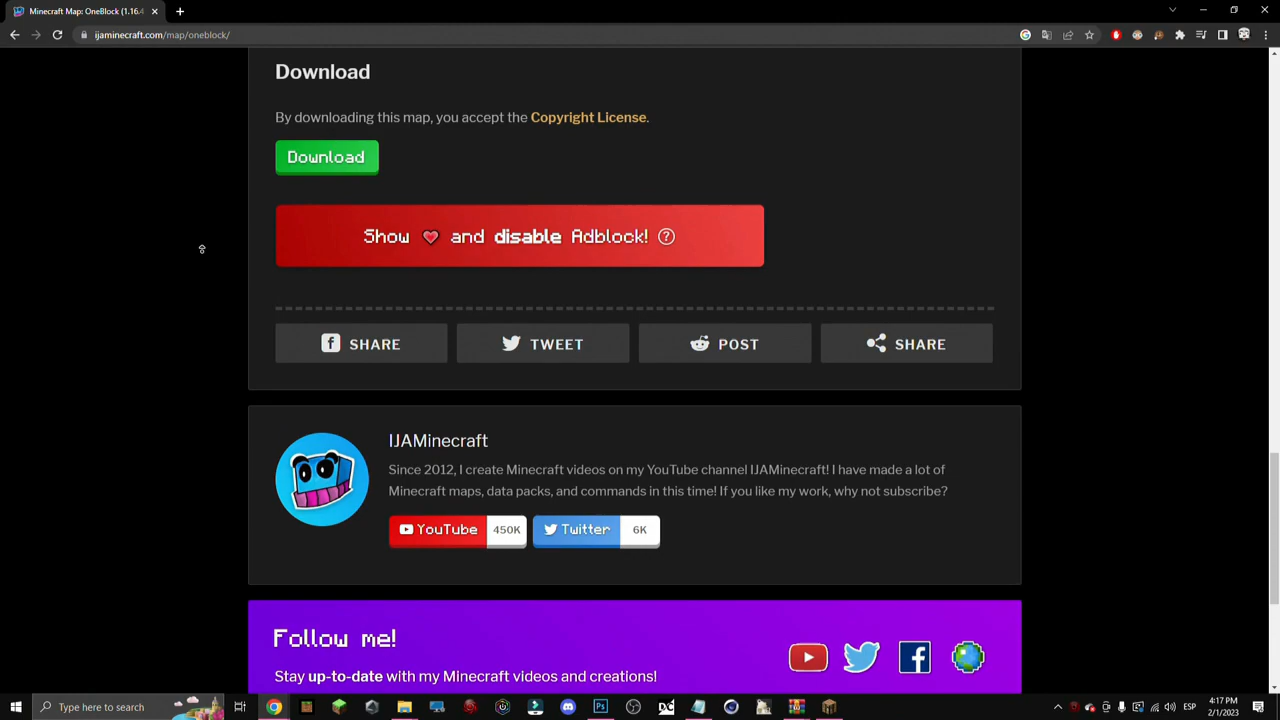 Minecraft Map: OneBlock (1.16.4
ijaminecraft.com/map/oneblock/
Download
By downloading this map, you accept the Copyright License.
Download
Show and disable Adblock! ?
SHARE
TWEET
POST
SHARE
IJAMinecraft
Since 2012, I create Minecraft videos on my YouTube channel IJAMinecraft! I have made a lot of
Minecraft maps, data packs, and commands in this time! If you like my work, why not subscribe?
YouTube 450K
Twitter 6K
Follow me!
Stay up-to-date with my Minecraft videos and creations!
Type here to search
ESP
4:17 PM
2/1/2023